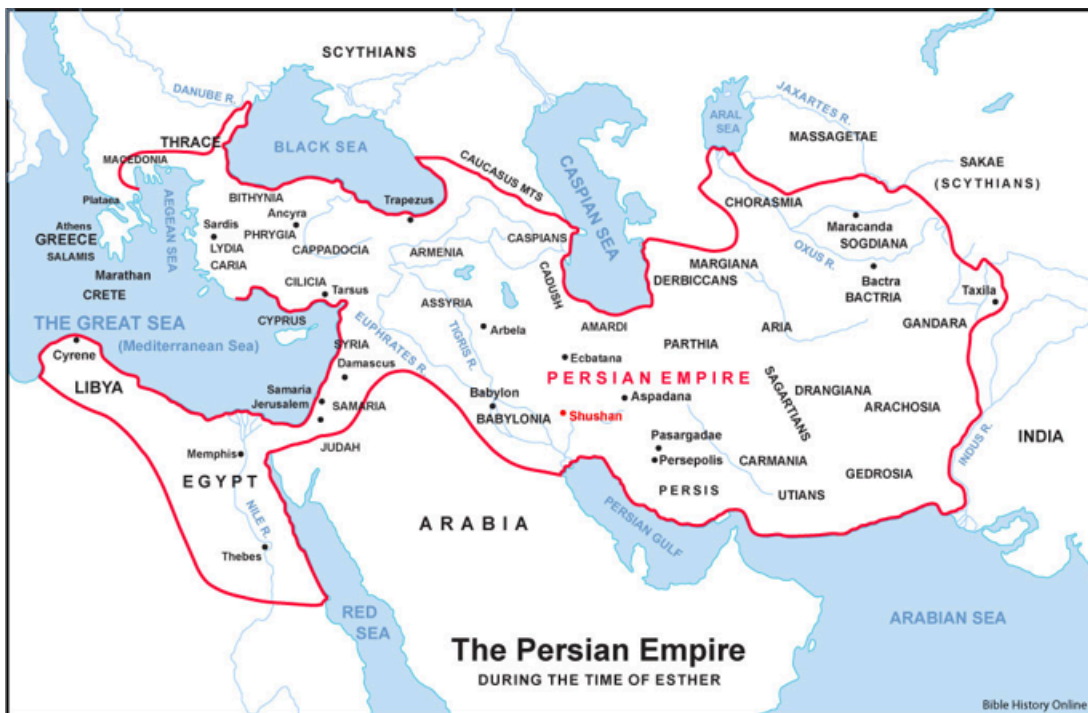 SCYTHIANS
DANUBE R.
JAXARTES R.
ARAL
SEA
MASSAGETAE
THRACE
BLACK SEA
MACEDONIA
CAUCASUS MTS
CASPIAN SEA
SAKAE
(SCYTHIANS)
AEGEAN SEA
Plataea
BITHYNIA
Trapezus
CHORASMIA
Ancyra
Athens
Sardis
PHRYGIA
Maracanda
GREECE
LYDIA
CAPPADOCIA
ARMENIA
CASPIANS
SOGDIANA
SALAMIS
CARIA
OXUS R.
MARGIANA
Marathan
CADUSH
DERBICCANS
Bactra
CRETE
CILICIA
Tarsus
ASSYRIA
BACTRIA
Taxila
THE GREAT SEA
(Mediterranean Sea)
CYPRUS
EUPHRATES R.
TIGRIS R.
Arbela
AMARDI
ARIA
GANDARA
Cyrene
SYRIA
PARTHIA
Damascus
Ecbatana
LIBYA
PERSIAN EMPIRE
SAGARTIANS
DRANGIANA
Samaria
Jerusalem
SAMARIA
Babylon
BABYLONIA
Aspadana
Shushan
ARACHOSIA
INDIA
JUDAH
Pasargadae
INDUS R.
Memphis
Persepolis
CARMANIA
GEDROSIA
EGYPT
PERSIS
UTIANS
NILE R.
ARABIA
PERSIAN GULF
Thebes
RED
SEA
ARABIAN SEA
The Persian Empire
DURING THE TIME OF ESTHER
Bible History Online